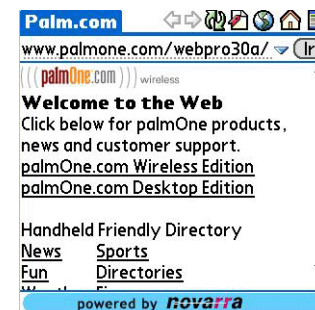 Palm.com
www.palmone.com/webpro30a/
((( palmOne.com ))) wireless
Welcome to the Web
Click below for palmOne products,
news and customer support.
palmOne.com Wireless Edition
palmOne.com Desktop Edition
Handheld Friendly Directory
News Sports
Fun Directories
powered by novarra